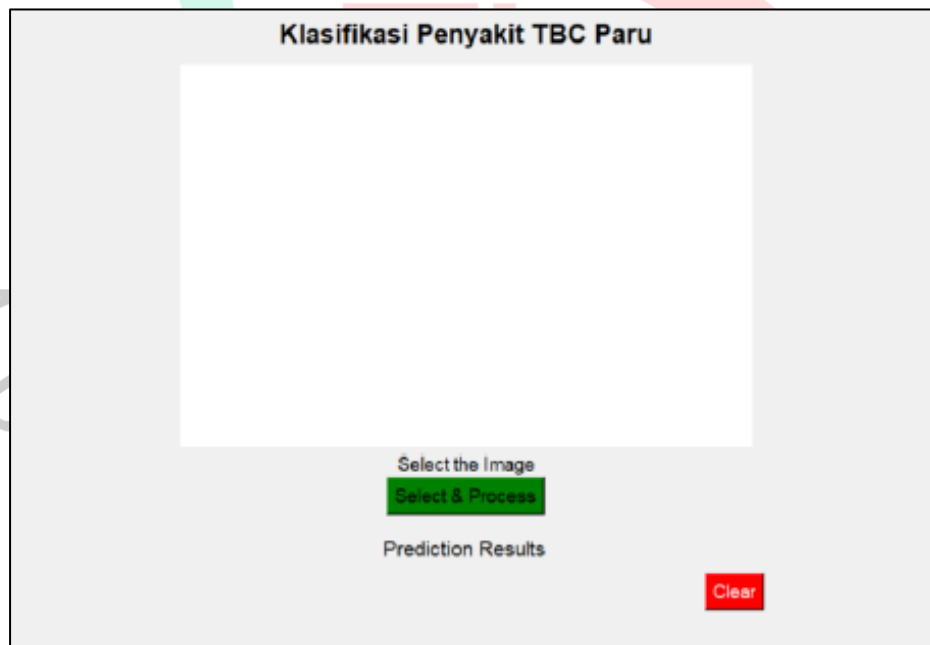 Klasifikasi Penyakit TBC Paru
Select the Image
Select & Process
Prediction Results
Clear